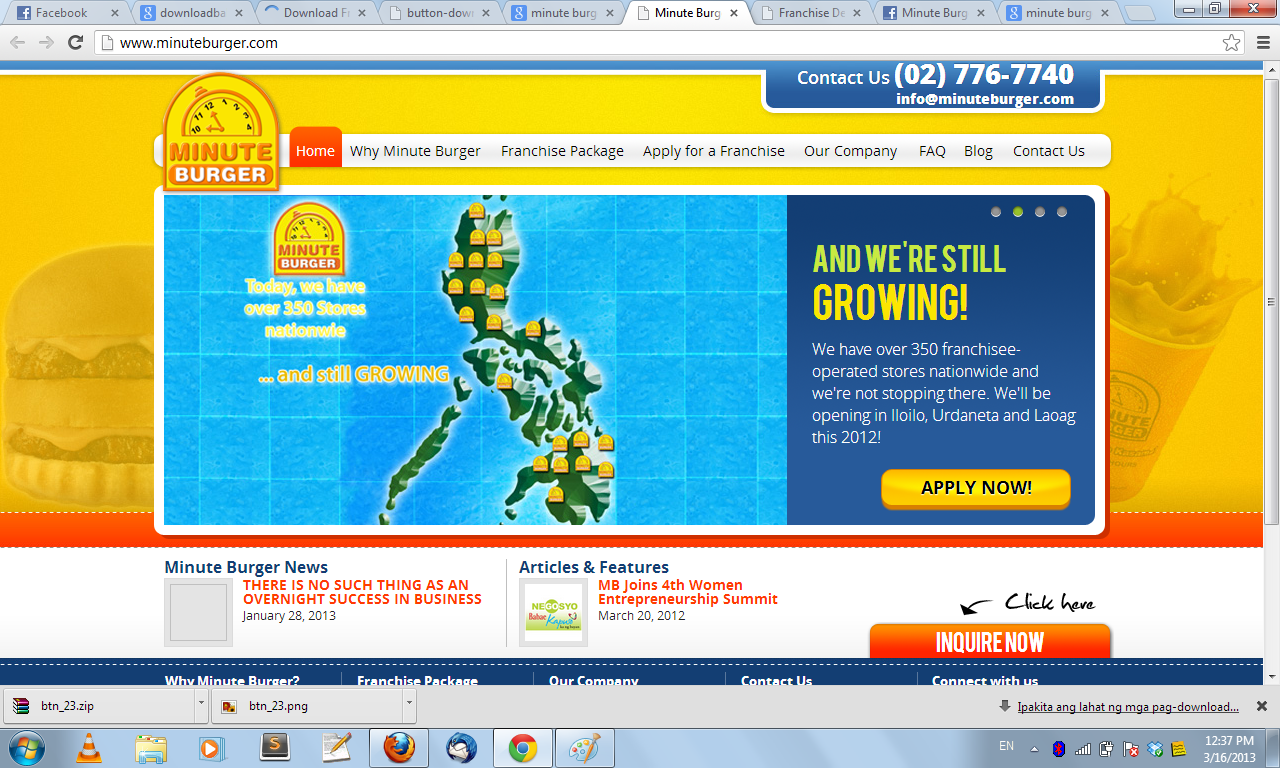 Facebook
downloadba
Download Fi
button-down
minute burg
Minute Burg
Franchise De
Minute Burg
minute burg
www.minuteburger.com
Contact Us (02) 776-7740
info@minuteburger.com
MINUTE
BURGER
Home
Why Minute Burger
Franchise Package
Apply for a Franchise
Our Company
FAQ
Blog
Contact Us
MINUTE
BURGER
Today, we have
over 350 Stores
nationwie
... and still GROWING
AND WE'RE STILL
GROWING!
We have over 350 franchisee-
operated stores nationwide and
we're not stopping there. We'll be
opening in Iloilo, Urdaneta and Laoag
this 2012!
APPLY NOW!
MINUTE
BURGER
Minute Burger News
THERE IS NO SUCH THING AS AN
OVERNIGHT SUCCESS IN BUSINESS
January 28, 2013
Articles & Features
NEGOSYO
Babae
Kapuso
MB Joins 4th Women
Entrepreneurship Summit
March 20, 2012
Click here
INQUIRE NOW
Why Minute Burger?
Franchise Package
Our Company
Contact Us
Connect with us
btn_23.zip
btn_23.png
Ipakita ang lahat ng mga pag-download...
EN
12:37 PM
3/16/2013